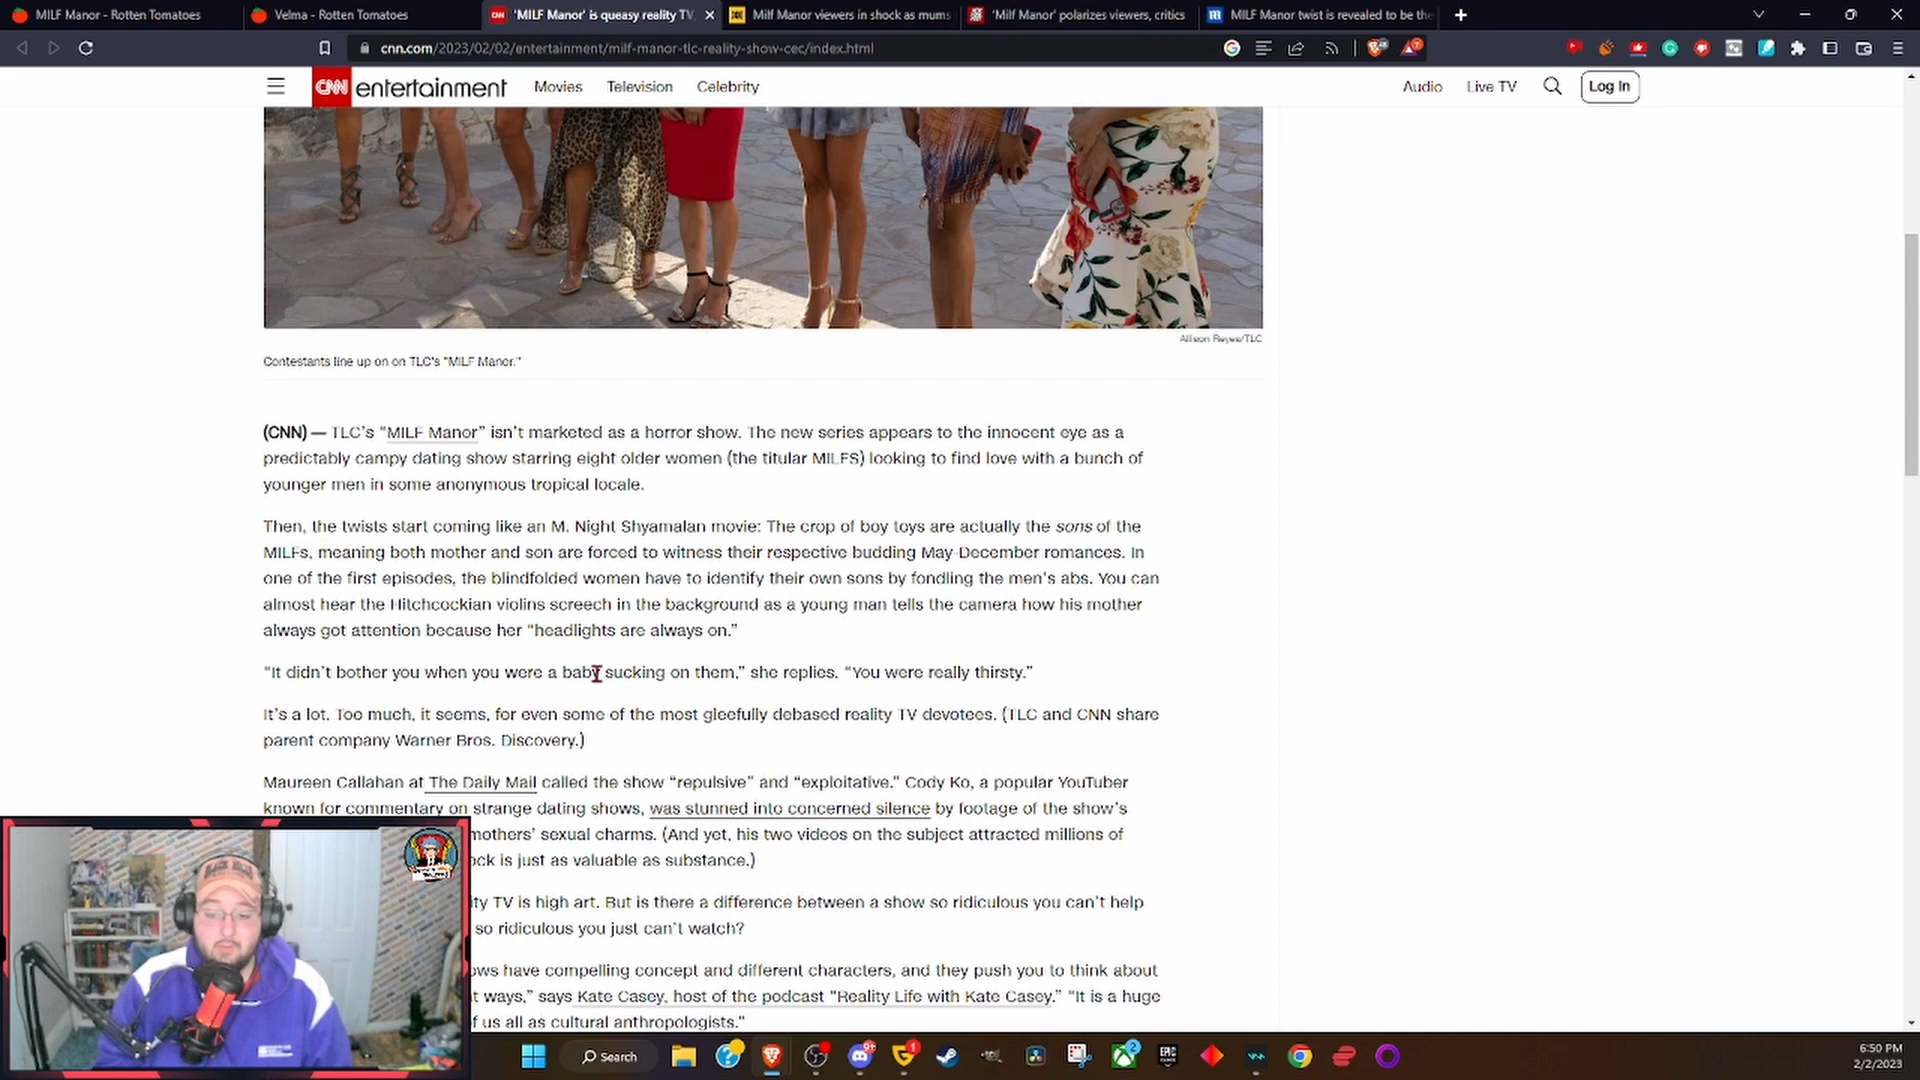 MILF Manor - Rotten Tomatoes
Velma - Rotten Tomatoes
'MILF Manor' is queasy reality TV
Milf Manor viewers in shock as mums
'Milf Manor' polarizes viewers, critics
MILF Manor twist is revealed to be the
cnn.com/2023/02/02/entertainment/milf-manor-tlc-reality-show-cec/index.html
CNN entertainment
Movies
Television
Celebrity
Audio
Live TV
Log In
Allison Reyes/TLC
Contestants line up on on TLC's "MILF Manor."
(CNN) — TLC's "MILF Manor" isn't marketed as a horror show. The new series appears to the innocent eye as a
predictably campy dating show starring eight older women (the titular MILFS) looking to find love with a bunch of
younger men in some anonymous tropical locale.
Then, the twists start coming like an M. Night Shyamalan movie: The crop of boy toys are actually the sons of the
MILFs, meaning both mother and son are forced to witness their respective budding May-December romances. In
one of the first episodes, the blindfolded women have to identify their own sons by fondling the men's abs. You can
almost hear the Hitchcockian violins screech in the background as a young man tells the camera how his mother
always got attention because her "headlights are always on."
"It didn't bother you when you were a baby sucking on them," she replies. "You were really thirsty."
It's a lot. Too much, it seems, for even some of the most gleefully debased reality TV devotees. (TLC and CNN share
parent company Warner Bros. Discovery.)
Maureen Callahan at The Daily Mail called the show "repulsive" and "exploitative." Cody Ko, a popular YouTuber
known for commentary on strange dating shows, was stunned into concerned silence by footage of the show's
mothers' sexual charms. (And yet, his two videos on the subject attracted millions of
ock is just as valuable as substance.)
ity TV is high art. But is there a difference between a show so ridiculous you can't help
so ridiculous you just can't watch?
ows have compelling concept and different characters, and they push you to think about
t ways," says Kate Casey, host of the podcast "Reality Life with Kate Casey." "It is a huge
f us all as cultural anthropologists."
Search
6:50 PM
2/2/2023